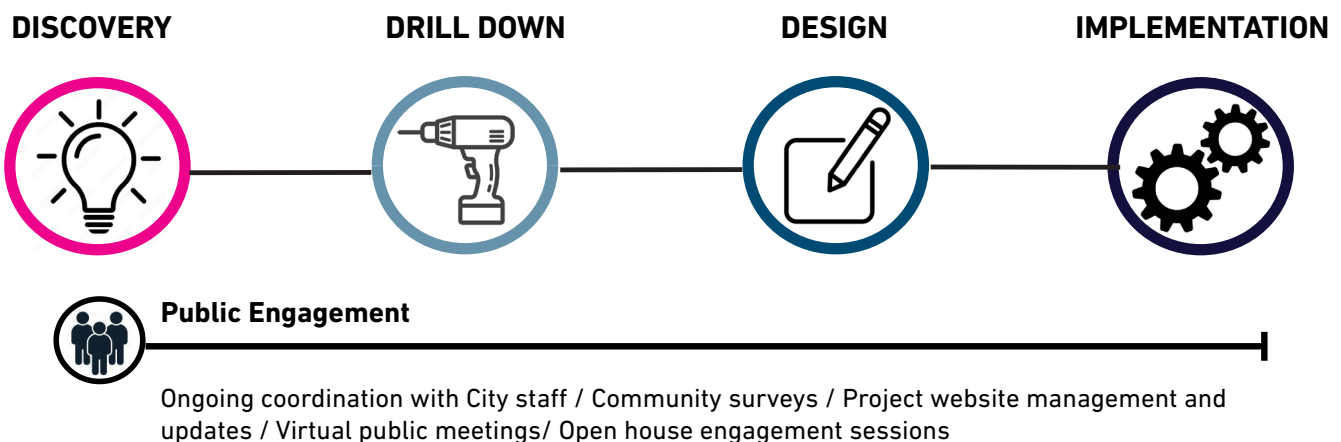 DISCOVERY DRILL DOWN DESIGN IMPLEMENTATION
Public Engagement
Ongoing coordination with City staff / Community surveys / Project website management and
updates / Virtual public meetings/ Open house engagement sessions